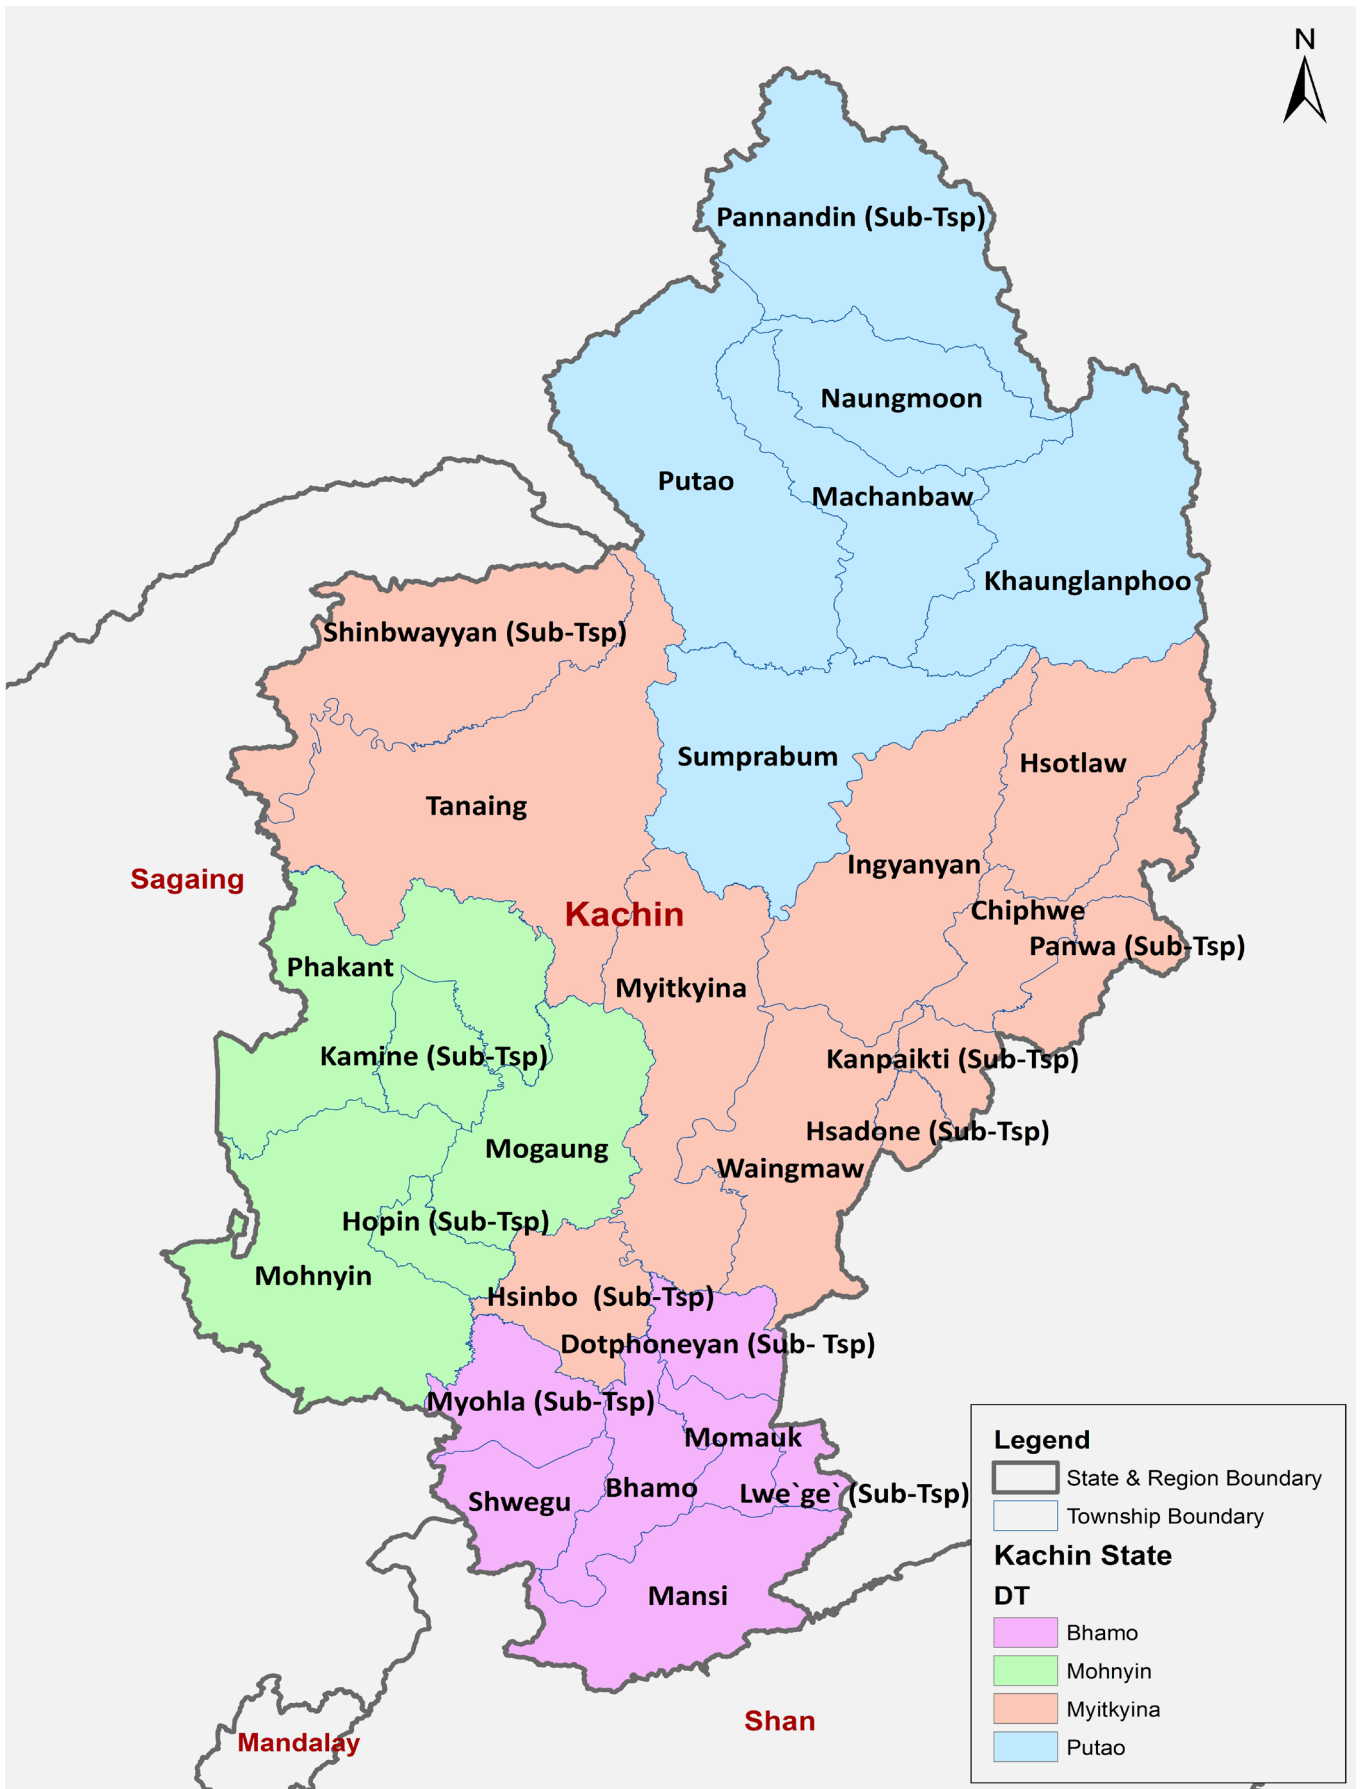 N
Pannandin (Sub-Tsp)
Naungmoon
Putao
Machanbaw
Khaunglanphoo
Shinbwayyan (Sub-Tsp)
Sumprabum
Hsotlaw
Tanaing
Ingyanyan
Sagaing
Kachin
Chiphwe
Panwa (Sub-Tsp)
Phakant
Myitkyina
Kamine (Sub-Tsp)
Kanpaikti (Sub-Tsp)
Hsadone (Sub-Tsp)
Mogaung
Waingmaw
Hopin (Sub-Tsp)
Mohnyin
Hsinbo (Sub-Tsp)
Dotphoneyan (Sub- Tsp)
Myohla (Sub-Tsp)
Momauk
Bhamo
Lwe`ge` (Sub-Tsp)
Shwegu
Mansi
Shan
Mandalay
Legend
State & Region Boundary
Township Boundary
Kachin State
DT
Bhamo
Mohnyin
Myitkyina
Putao